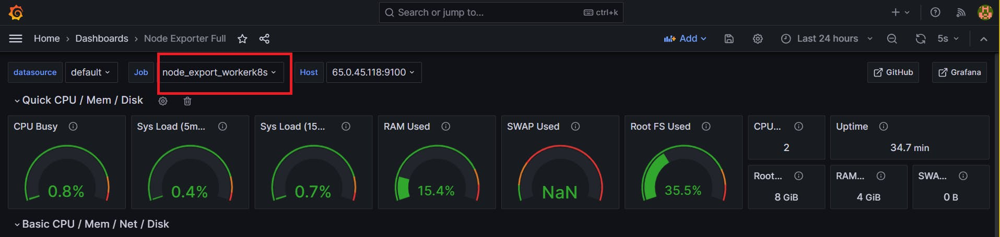 Search or jump to... ctrl+k
Home › Dashboards › Node Exporter Full Add Last 24 hours 5s
datasource default Job node_export_workerk8s Host 65.0.45.118:9100 GitHub Grafana
Quick CPU / Mem / Disk
CPU Busy
0.8%
Sys Load (5m...
0.4%
Sys Load (15...
0.7%
RAM Used
15.4%
SWAP Used
NaN
Root FS Used
35.5%
CPU...
2
Uptime
34.7 min
Root...
8 GiB
RAM...
4 GiB
SWA...
0 B
Basic CPU / Mem / Net / Disk